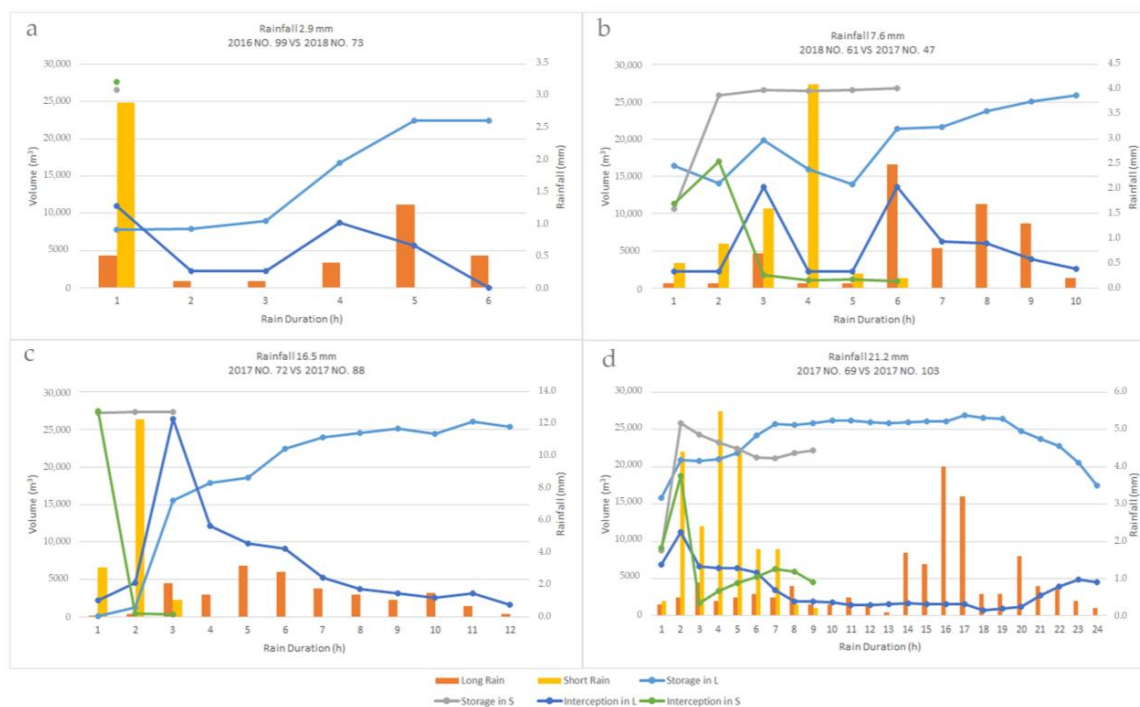 a
Rainfall 2.9 mm
2016 NO. 99 VS 2018 NO. 73
30,000
25,000
20,000
15,000
10,000
5000
0
Volume (m³)
3.5
3.0
2.5
2.0
1.5
1.0
0.5
0.0
Rainfall (mm)
1 2 3 4 5 6
Rain Duration (h)
b
Rainfall 7.6 mm
2018 NO. 61 VS 2017 NO. 47
30,000
25,000
20,000
15,000
10,000
5000
0
Volume (m³)
4.5
4.0
3.5
3.0
2.5
2.0
1.5
1.0
0.5
0.0
Rainfall (mm)
1 2 3 4 5 6 7 8 9 10
Rain Duration (h)
c
Rainfall 16.5 mm
2017 NO. 72 VS 2017 NO. 88
30,000
25,000
20,000
15,000
10,000
5000
0
Volume (m³)
14.0
12.0
10.0
8.0
6.0
4.0
2.0
0.0
Rainfall (mm)
1 2 3 4 5 6 7 8 9 10 11 12
Rain Duration (h)
d
Rainfall 21.2 mm
2017 NO. 69 VS 2017 NO. 103
30,000
25,000
20,000
15,000
10,000
5000
0
Volume (m³)
6.0
5.0
4.0
3.0
2.0
1.0
0.0
Rainfall (mm)
1 2 3 4 5 6 7 8 9 10 11 12 13 14 15 16 17 18 19 20 21 22 23 24
Rain Duration (h)
Long Rain Short Rain Storage in L
Storage in S Interception in L Interception in S